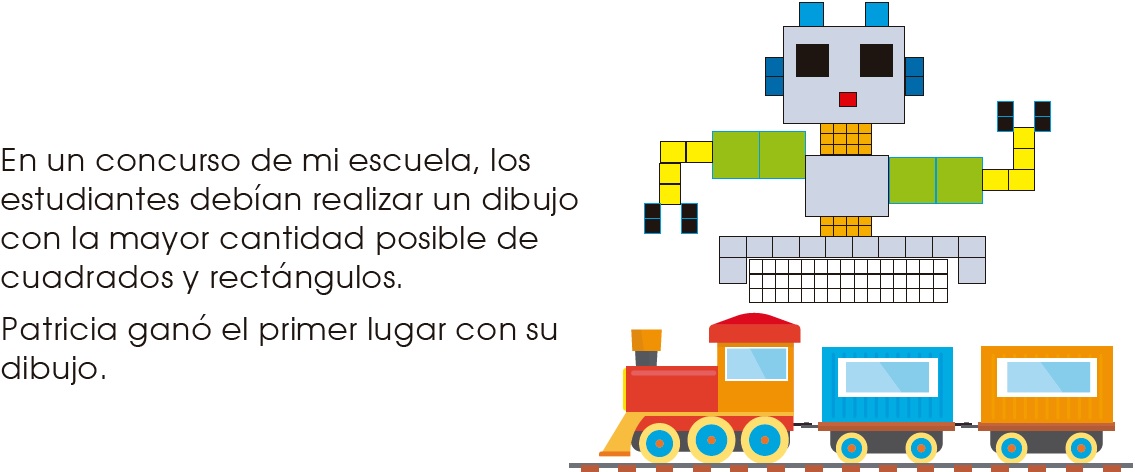 En un concurso de mi escuela, los
estudiantes debían realizar un dibujo
con la mayor cantidad posible de
cuadrados y rectángulos.
Patricia ganó el primer lugar con su
dibujo.